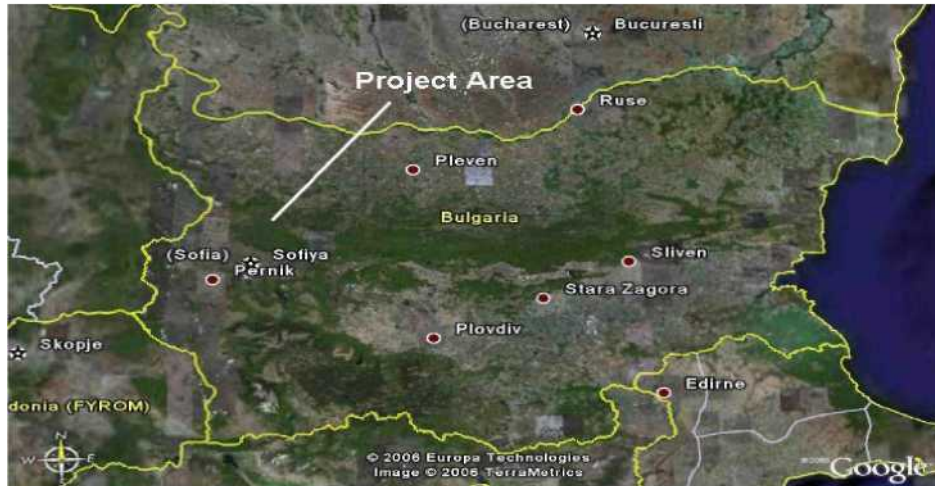 (Bucharest) Bucuresti
Project Area
Ruse
Pleven
Bulgaria
(Sofia) Sofiya
Pernik
Sliven
Stara Zagora
Plovdiv
Skopje
Edirne
donia (FYROM)
N
W E
S
© 2006 Europa Technologies
Image © 2006 TerraMetrics
Google